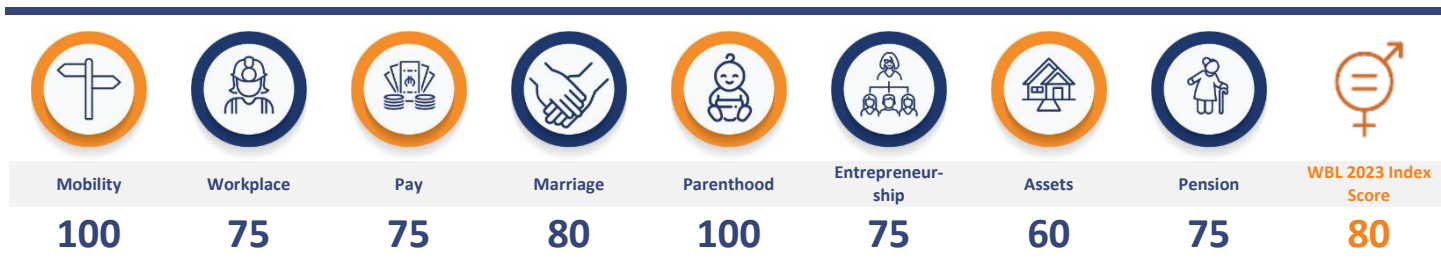 Mobility
Workplace
Pay
Marriage
Parenthood
Entrepreneur-
ship
Assets
Pension
WBL 2023 Index
Score
100
75
75
80
100
75
60
75
80